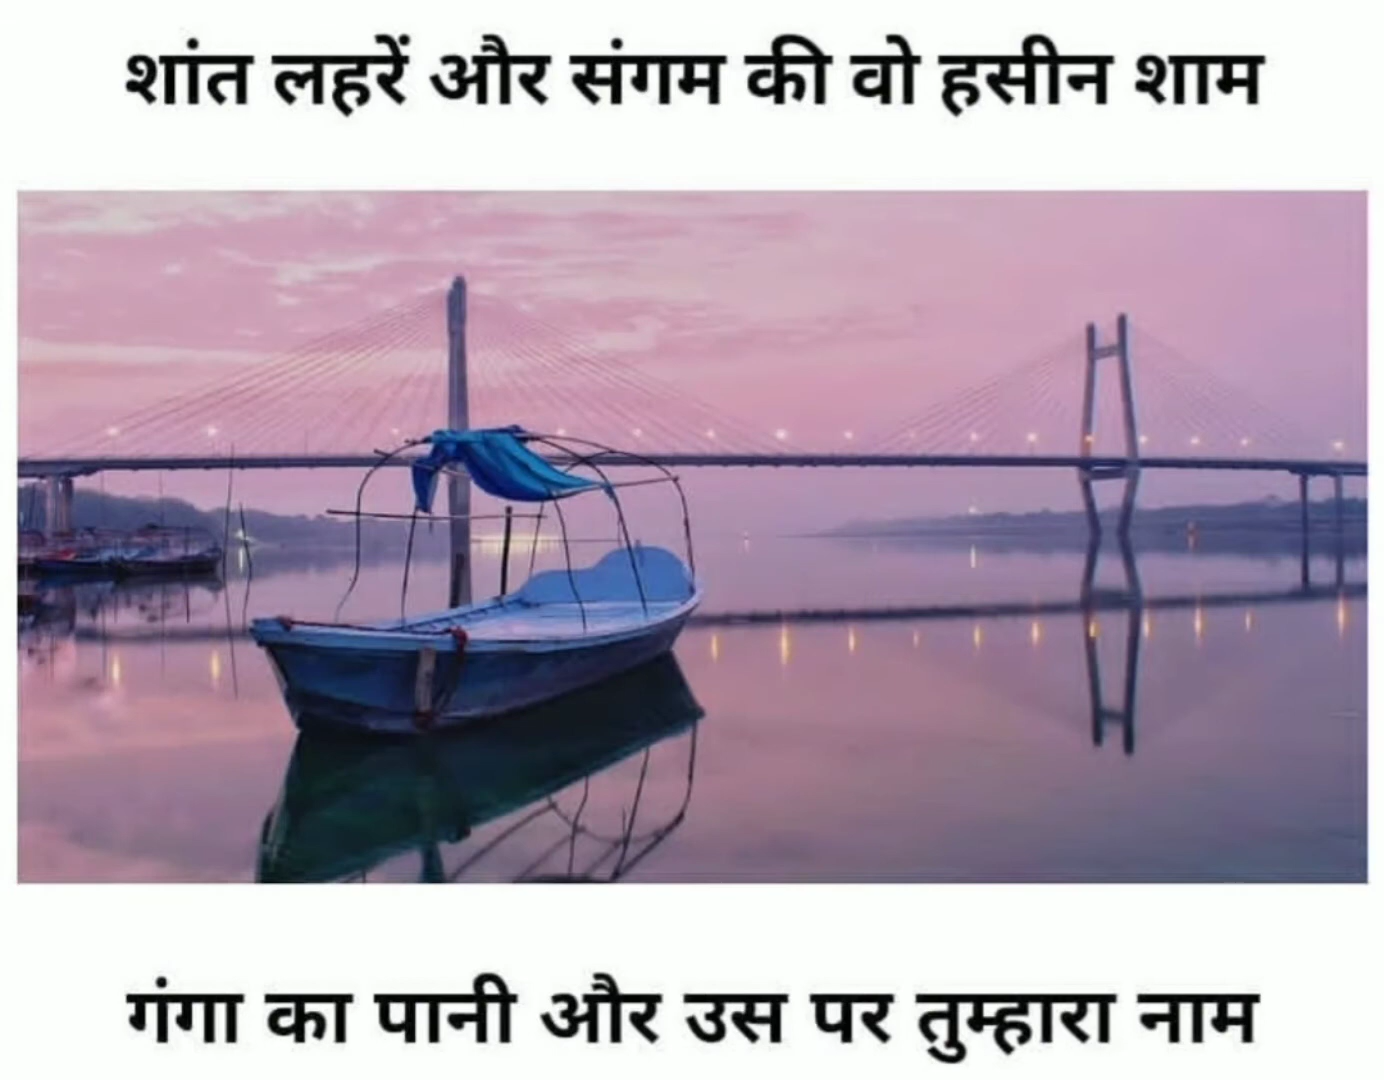 शांत लहरें और संगम की वो हसीन शाम
गंगा का पानी और उस पर तुम्हारा नाम